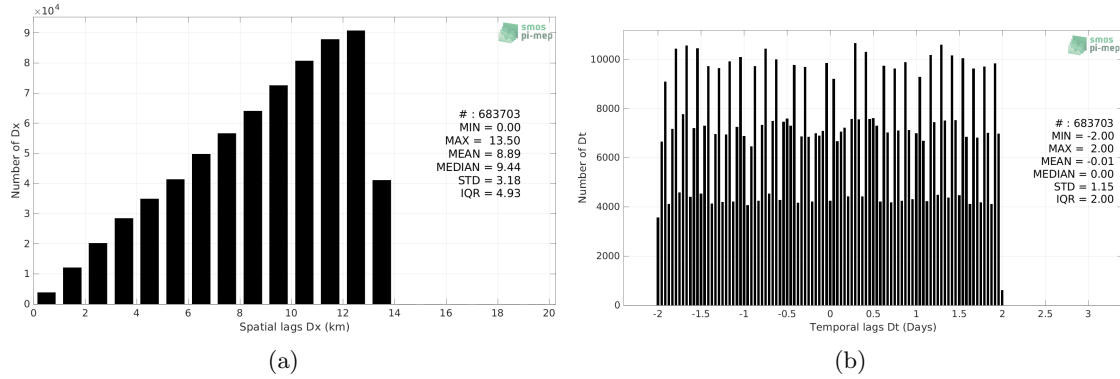 ×10⁴
9
8
7
6
5
4
3
2
1
0
Number of Dx
0 2 4 6 8 10 12 14 16 18 20
Spatial lags Dx (km)
smos
pi-mep
# : 683703
MIN = 0.00
MAX = 13.50
MEAN = 8.89
MEDIAN = 9.44
STD = 3.18
IQR = 4.93
(a)
10000
8000
6000
4000
2000
0
Number of Dt
-2 -1.5 -1 -0.5 0 0.5 1 1.5 2 2.5 3
Temporal lags Dt (Days)
smos
pi-mep
# : 683703
MIN = -2.00
MAX = 2.00
MEAN = -0.01
MEDIAN = 0.00
STD = 1.15
IQR = 2.00
(b)